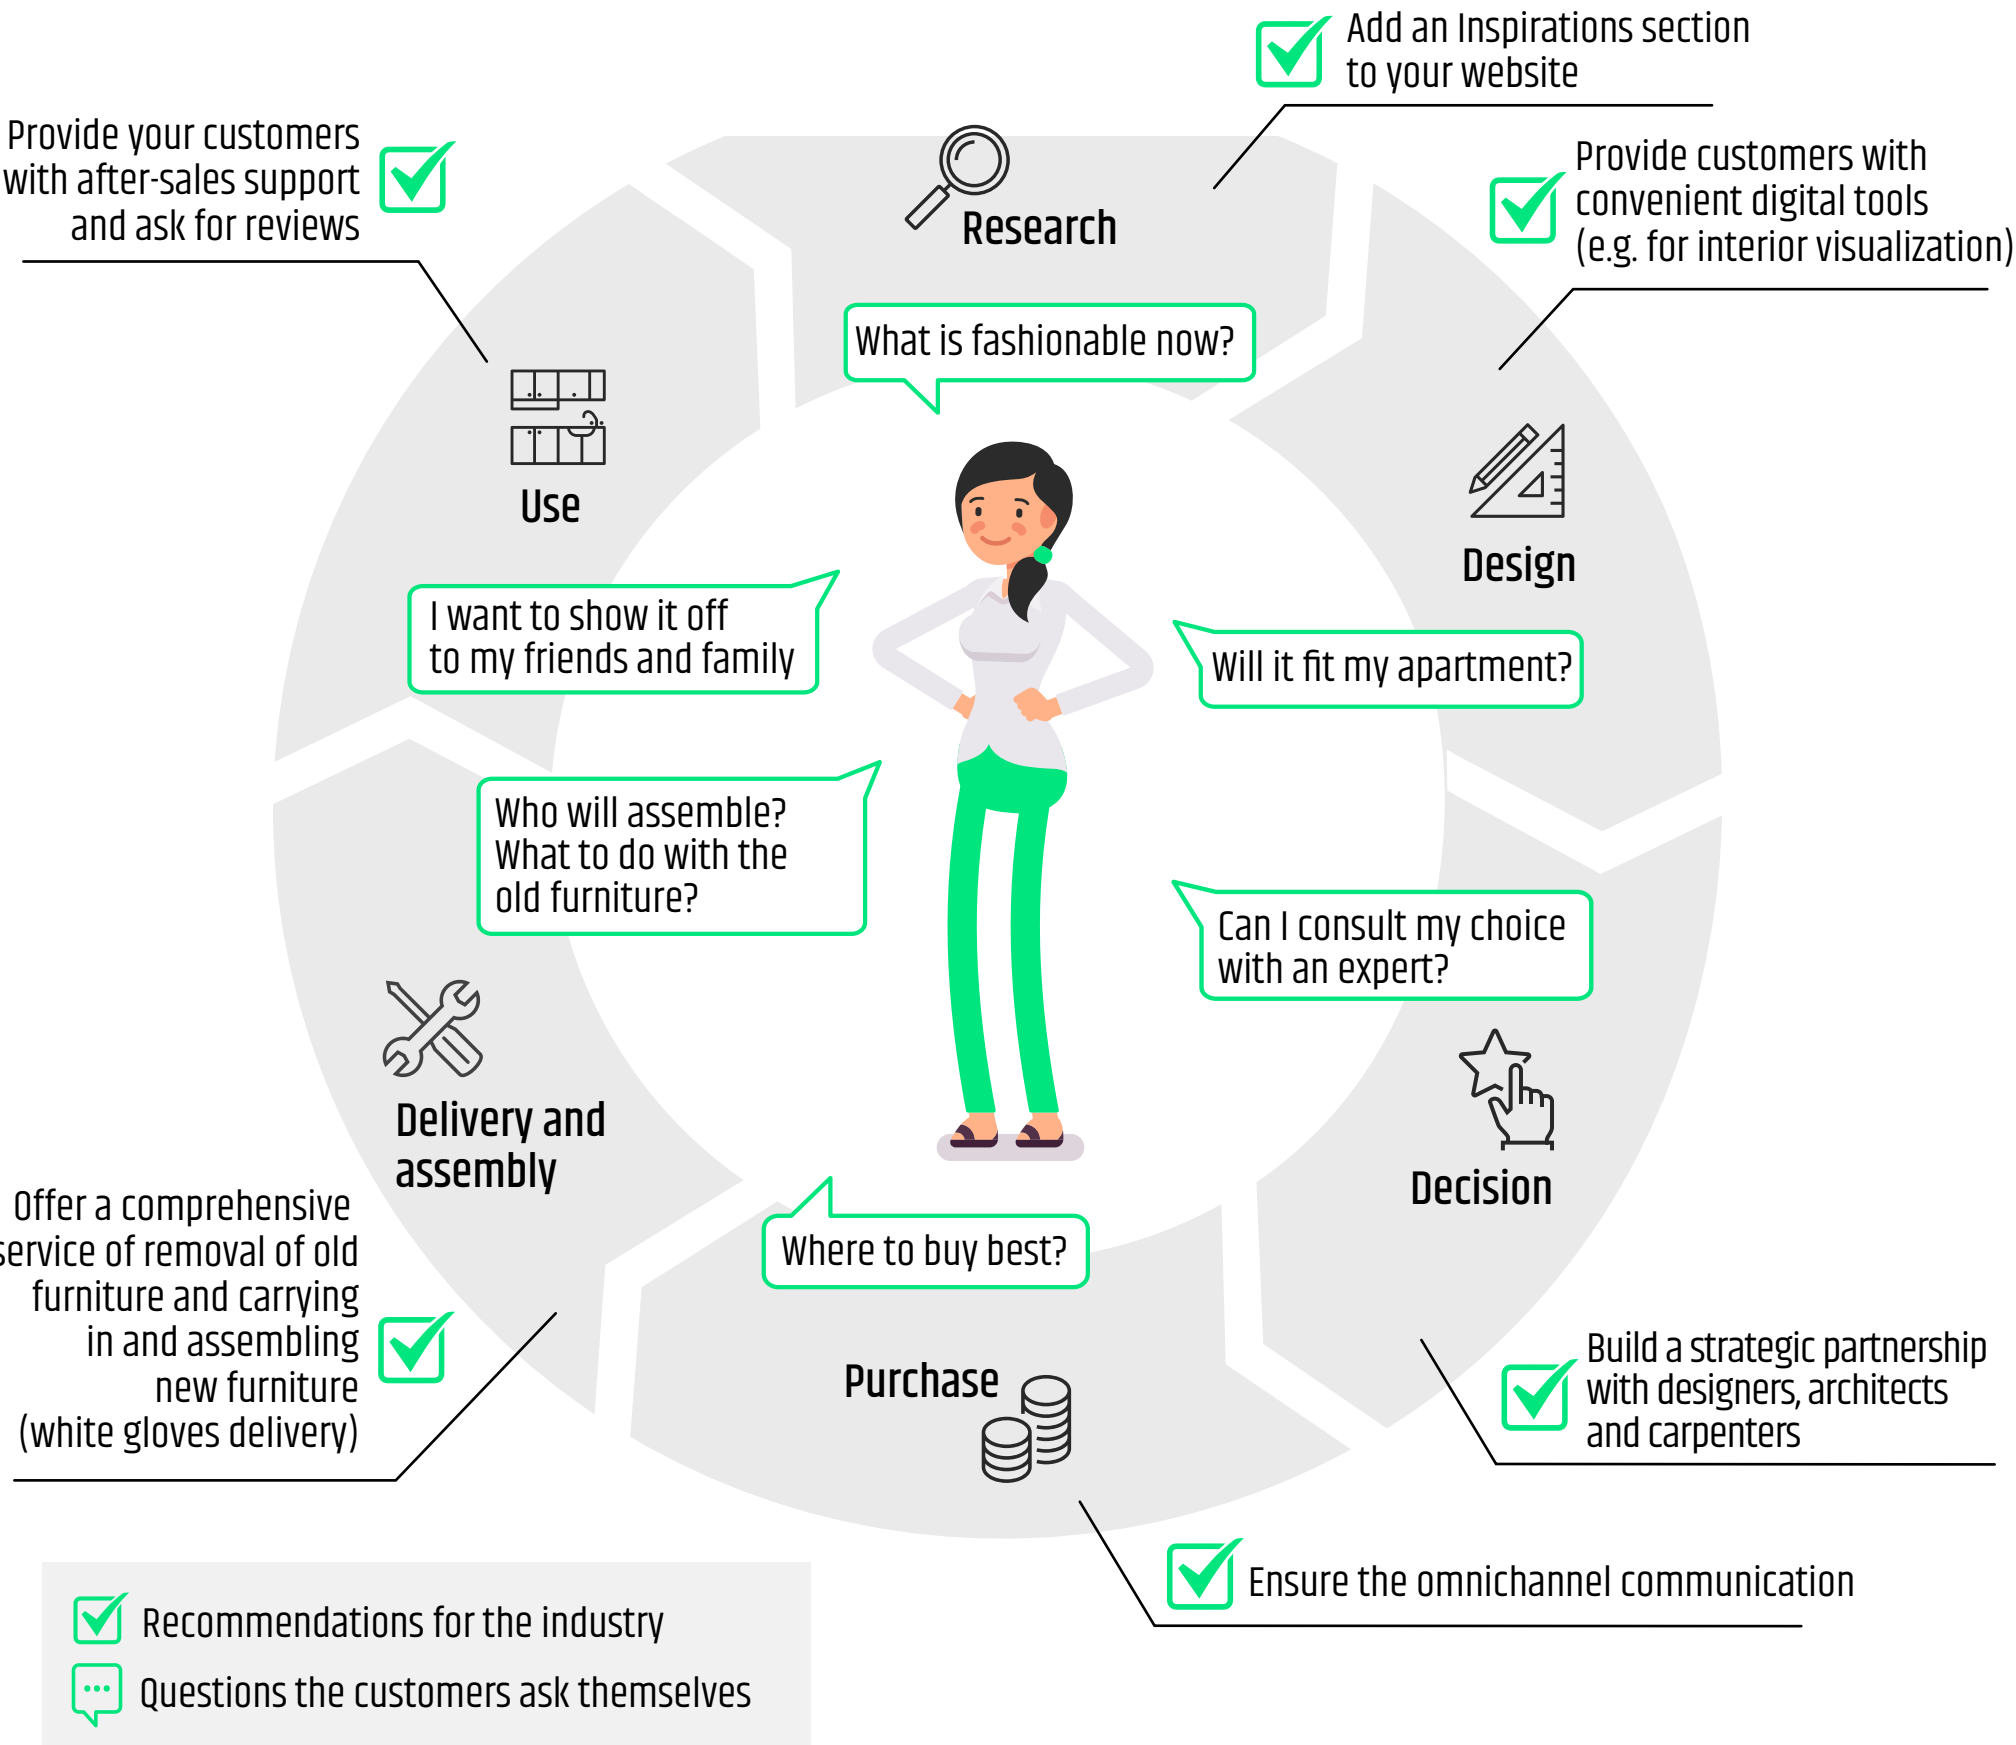 Add an Inspirations section
to your website
Provide your customers
with after-sales support
and ask for reviews
Provide customers with
convenient digital tools
(e.g. for interior visualization)
Research
What is fashionable now?
Use
Design
I want to show it off
to my friends and family
Will it fit my apartment?
Who will assemble?
What to do with the
old furniture?
Can I consult my choice
with an expert?
Delivery and
assembly
Decision
Offer a comprehensive
service of removal of old
furniture and carrying
in and assembling
new furniture
(white gloves delivery)
Where to buy best?
Purchase
Build a strategic partnership
with designers, architects
and carpenters
Ensure the omnichannel communication
Recommendations for the industry
Questions the customers ask themselves